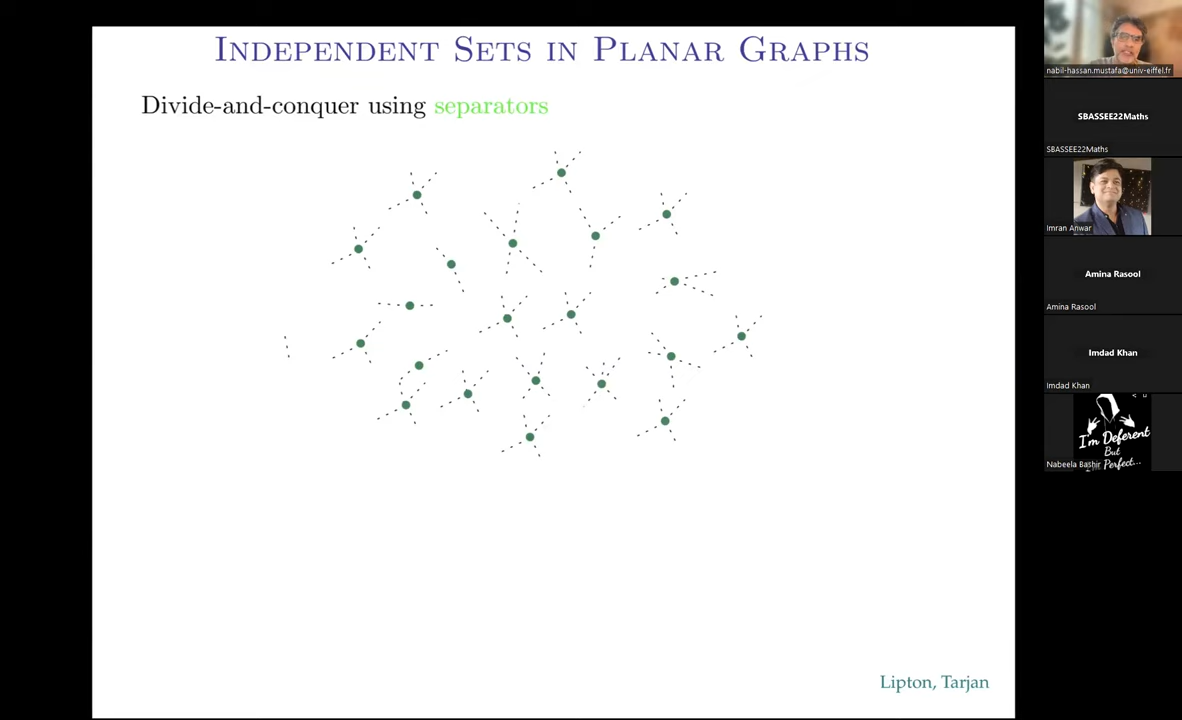 INDEPENDENT SETS IN PLANAR GRAPHS
Divide-and-conquer using separators
Lipton, Tarjan
nabil-hassan.mustafa@univ-eiffel.fr
SBASSEE22Maths
SBASSEE22Maths
Imran Anwar
Amina Rasool
Amina Rasool
Imdad Khan
Imdad Khan
I'm Deferent
But
Perfect...
Nabeela Bashir